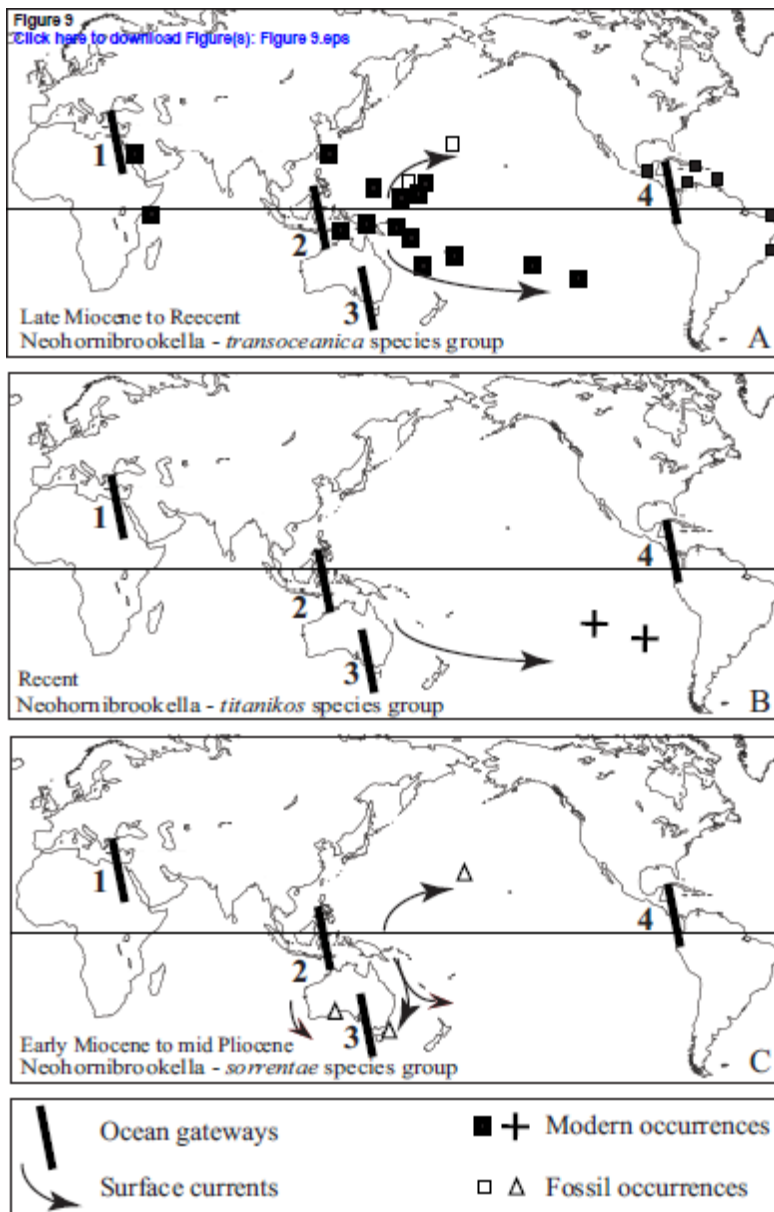 Figure 9
Click here to download Figure(s): Figure 9.eps
1
2
3
4
Late Miocene to Reecent
Neohornibrookella - transoceanica species group
A
1
2
3
4
Recent
Neohornibrookella - titanikos species group
B
1
2
3
4
Early Miocene to mid Pliocene
Neohornibrookella - sorrentae species group
C
Ocean gateways
Modern occurrences
Surface currents
Fossil occurrences